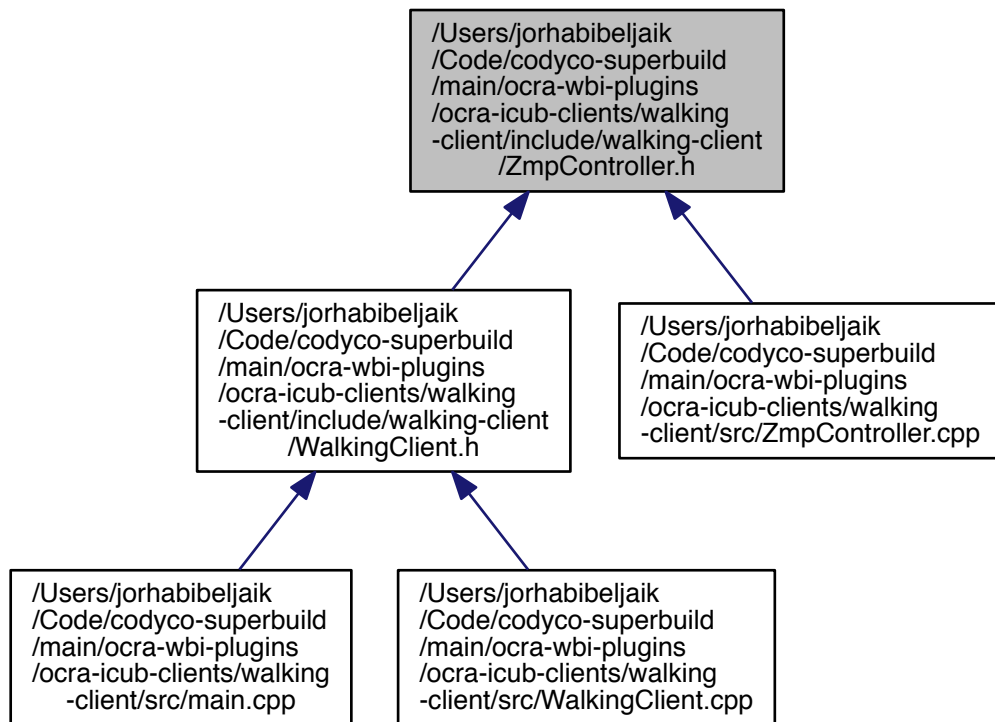 /Users/jorhabibeljaik
/Code/codyco-superbuild
/main/ocra-wbi-plugins
/ocra-icub-clients/walking
-client/include/walking-client
/ZmpController.h
/Users/jorhabibeljaik
/Code/codyco-superbuild
/main/ocra-wbi-plugins
/ocra-icub-clients/walking
-client/include/walking-client
/WalkingClient.h
/Users/jorhabibeljaik
/Code/codyco-superbuild
/main/ocra-wbi-plugins
/ocra-icub-clients/walking
-client/src/ZmpController.cpp
/Users/jorhabibeljaik
/Code/codyco-superbuild
/main/ocra-wbi-plugins
/ocra-icub-clients/walking
-client/src/main.cpp
/Users/jorhabibeljaik
/Code/codyco-superbuild
/main/ocra-wbi-plugins
/ocra-icub-clients/walking
-client/src/WalkingClient.cpp